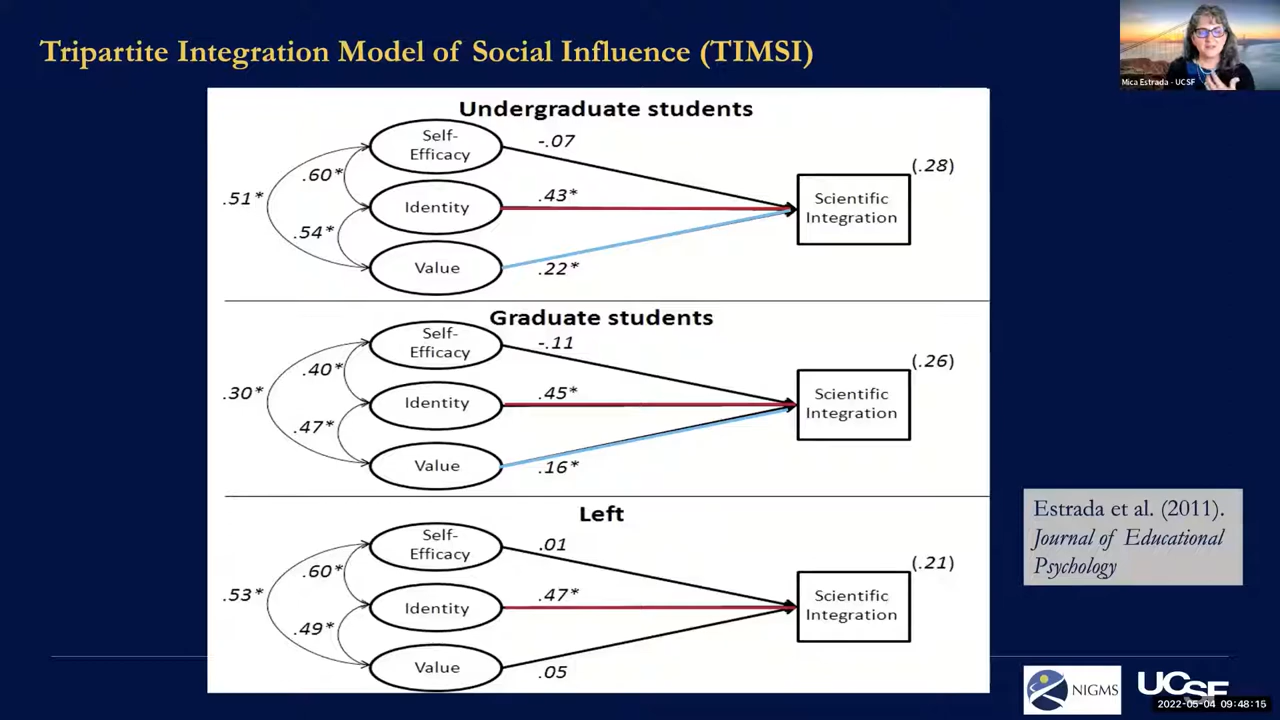 Tripartite Integration Model of Social Influence (TIMSI)
Mica Estrada - UCSF
Undergraduate students
Self-
Efficacy
-.07
(.28)
.60*
.51*
Identity
.43*
Scientific
Integration
.54*
Value
.22*
Graduate students
Self-
Efficacy
-.11
(.26)
.40*
.30*
Identity
.45*
Scientific
Integration
.47*
Value
.16*
Left
Self-
Efficacy
.01
(.21)
.60*
.53*
Identity
.47*
Scientific
Integration
.49*
Value
.05
Estrada et al. (2011).
Journal of Educational
Psychology
NIGMS
UCSF
2022-05-04 09:48:15